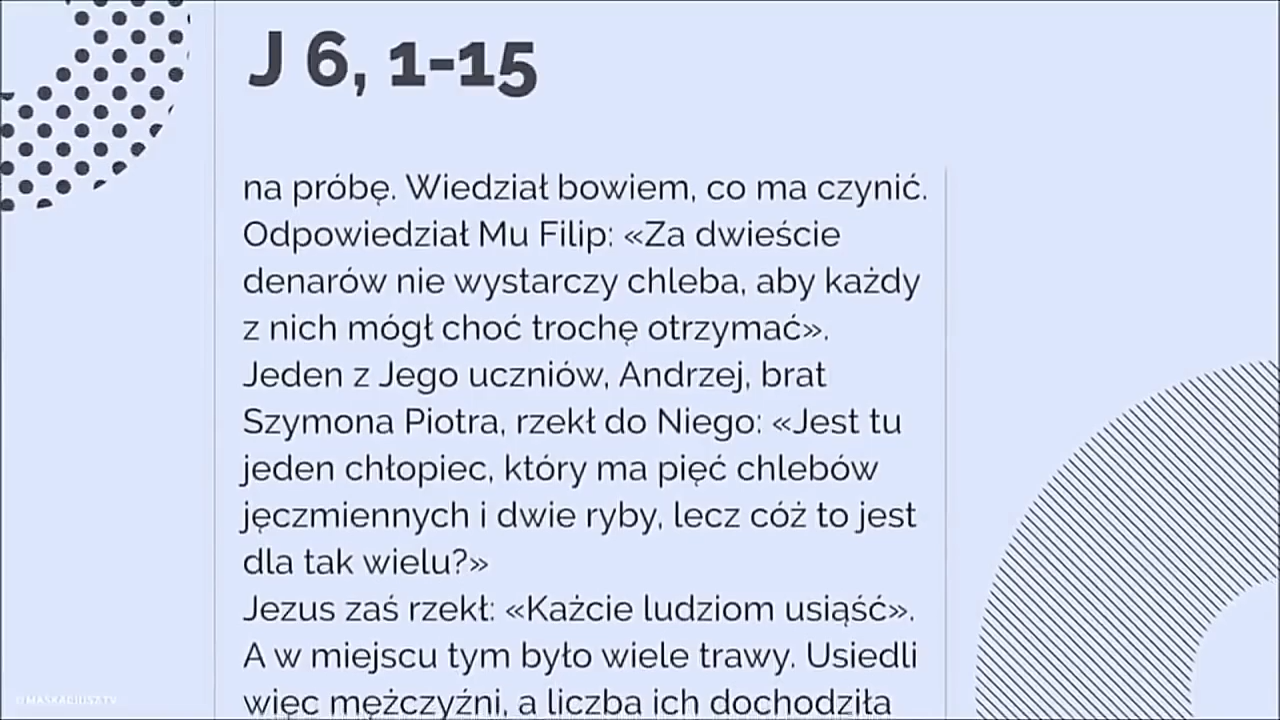 J 6, 1-15
na próbę. Wiedział bowiem, co ma czynić.
Odpowiedział Mu Filip: «Za dwieście
denarów nie wystarczy chleba, aby każdy
z nich mógł choć trochę otrzymać».
Jeden z Jego uczniów, Andrzej, brat
Szymona Piotra, rzekł do Niego: «Jest tu
jeden chłopiec, który ma pięć chlebów
jęczmiennych i dwie ryby, lecz cóż to jest
dla tak wielu?»
Jezus zaś rzekł: «Każcie ludziom usiąść».
A w miejscu tym było wiele trawy. Usiedli
więc mężczyźni, a liczba ich dochodziła